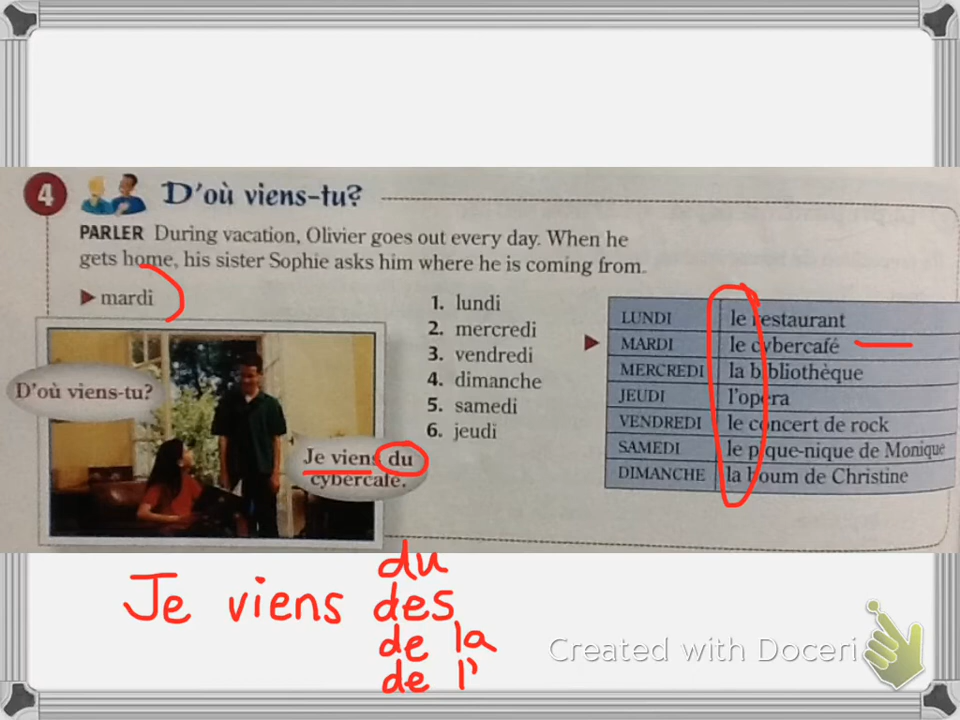 4 D'où viens-tu?
PARLER During vacation, Olivier goes out every day. When he
gets home, his sister Sophie asks him where he is coming from.
mardi
D'où viens-tu?
Je viens du
cybercafé.
1. lundi
2. mercredi
3. vendredi
4. dimanche
5. samedi
6. jeudi
LUNDI le restaurant
MARDI le cybercafé
MERCREDI la bibliothèque
JEUDI l'opéra
VENDREDI le concert de rock
SAMEDI le pique-nique de Monique
DIMANCHE la boum de Christine
du
Je viens des
de la
de l'
Created with Doceri